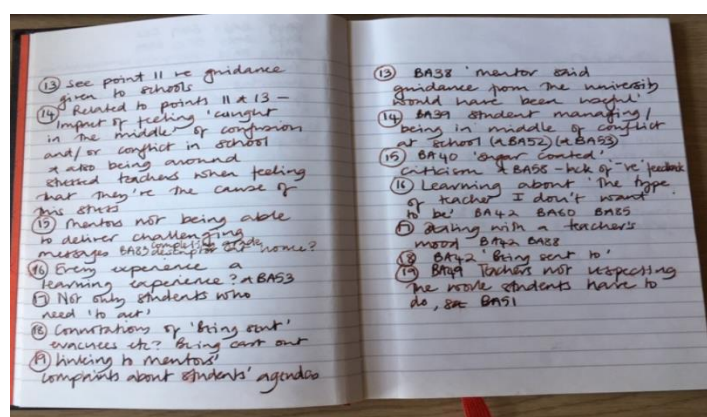 (13) See point 11 re guidance
given to schools
(14) Related to points 11 & 13 –
Impact of feeling 'caught
in the middle' of confusion
and/or conflict in school
& also being around
stressed teachers when feeling
that they're the cause of
this stress
(15) Mentors not being able
to deliver challenging
messages BA83 completing grade
descriptor at home?
(16) Every experience a
learning experience? & BA53
(17) Not only students who
need 'to act'
(18) Connotations of 'Being sent'
evacuees etc? Being cast out
(19) Linking to mentors'
complaints about students' agendas
(13) BA38 'mentor said
guidance from the university
would have been useful'
(14) BA39 student managing/
being in middle of conflict
at school (& BA52) (& BA53)
(15) BA40 'sugar coated'
criticism & BA58 – lack of '-ve' feedback
(16) Learning about 'the type
of teacher I don't want
to be' BA42 BA60 BA85
(17) Dealing with a teacher's
mood BA42 BA88
(18) BA42 'Being sent to'
(19) BA49 Teachers not respecting
the work students have to
do, BA51